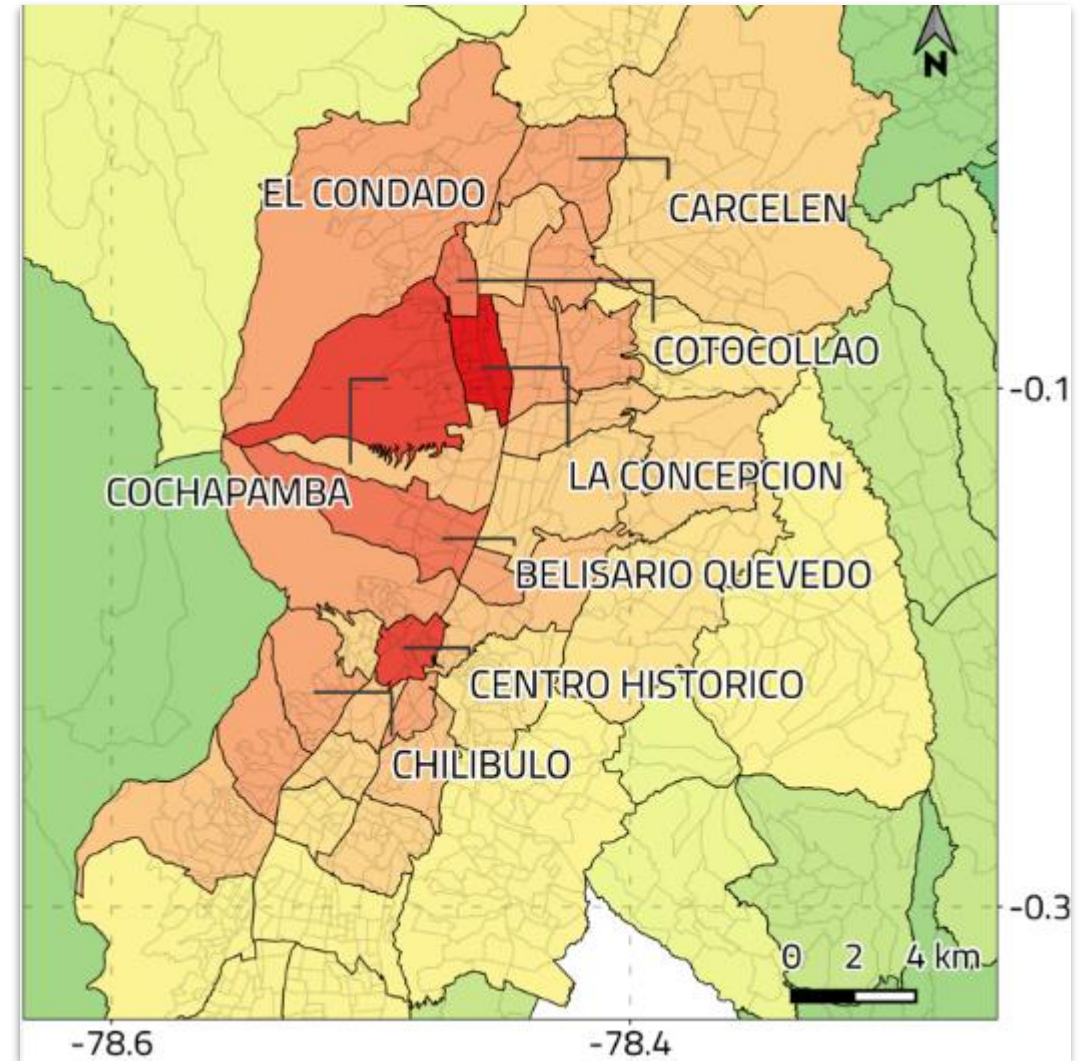 N
EL CONDADO
CARCELEN
COTOCOLLAO
-0.1
LA CONCEPCION
COCHAPAMBA
BELISARIO QUEVEDO
CENTRO HISTORICO
CHILIBULO
-0.3
0 2 4 km
-78.6 -78.4